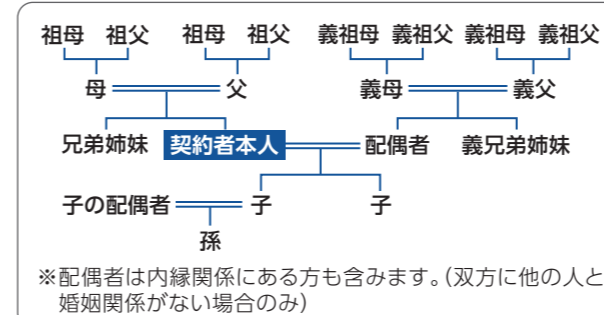 祖母 祖父 祖母 祖父 義祖母 義祖父 義祖母 義祖父
母 父 義母 義父
兄弟姉妹 契約者本人 配偶者 義兄弟姉妹
子の配偶者 子 子
孫
※配偶者は内縁関係にある方も含みます。(双方に他の人と
婚姻関係がない場合のみ)